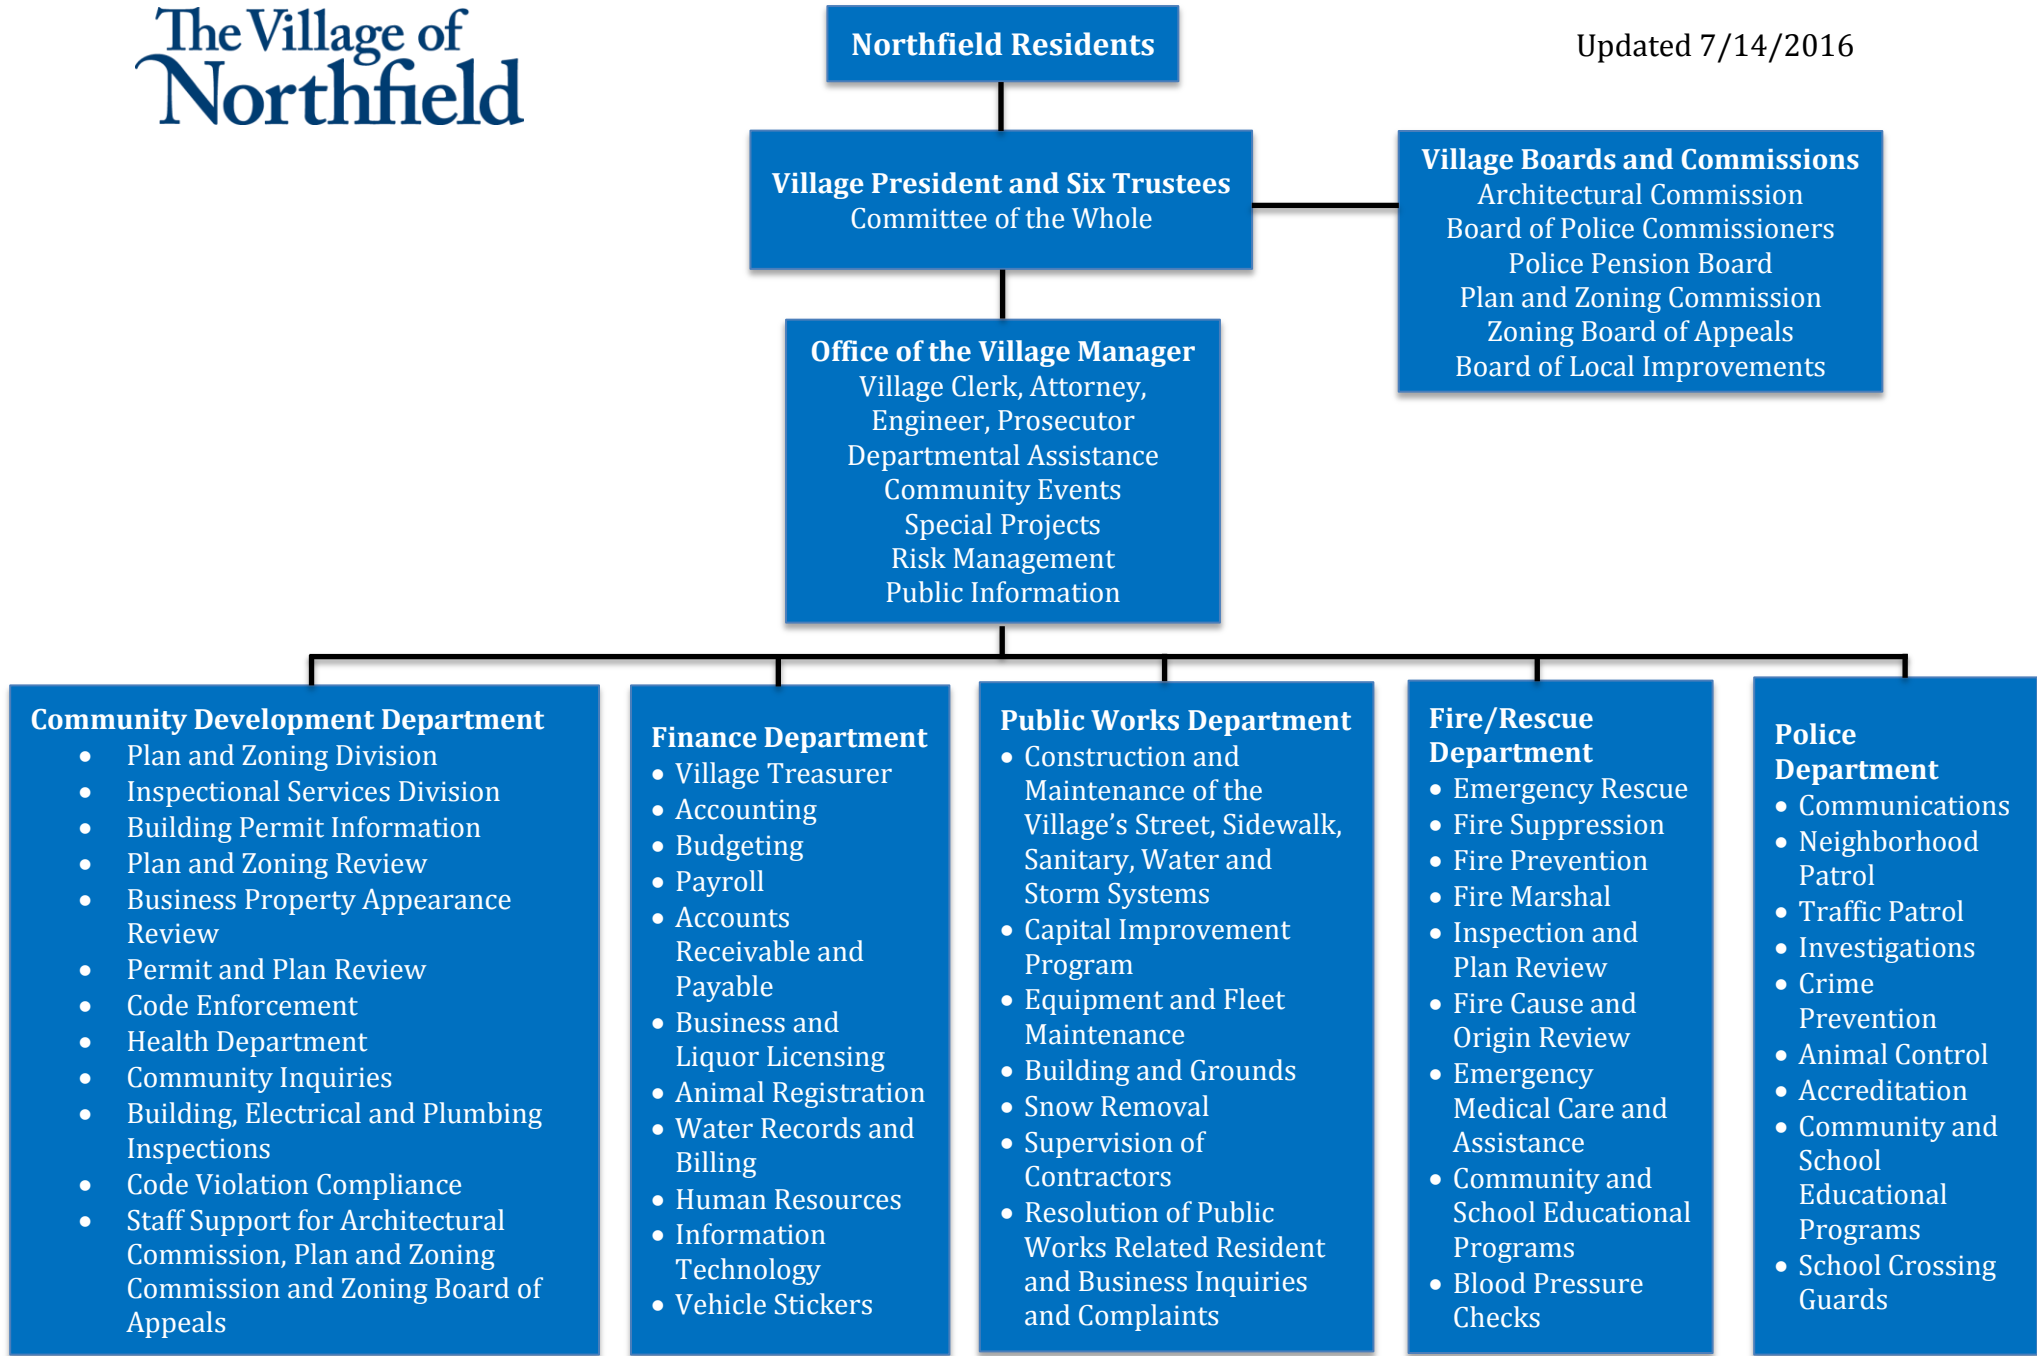 The Village of
Northfield
Northfield Residents
Updated 7/14/2016
Village President and Six Trustees
Committee of the Whole
Village Boards and Commissions
Architectural Commission
Board of Police Commissioners
Police Pension Board
Plan and Zoning Commission
Zoning Board of Appeals
Board of Local Improvements
Office of the Village Manager
Village Clerk, Attorney,
Engineer, Prosecutor
Departmental Assistance
Community Events
Special Projects
Risk Management
Public Information
Community Development Department
• Plan and Zoning Division
• Inspectional Services Division
• Building Permit Information
• Plan and Zoning Review
• Business Property Appearance
Review
• Permit and Plan Review
• Code Enforcement
• Health Department
• Community Inquiries
• Building, Electrical and Plumbing
Inspections
• Code Violation Compliance
• Staff Support for Architectural
Commission, Plan and Zoning
Commission and Zoning Board of
Appeals
Finance Department
• Village Treasurer
• Accounting
• Budgeting
• Payroll
• Accounts
Receivable and
Payable
• Business and
Liquor Licensing
• Animal Registration
• Water Records and
Billing
• Human Resources
• Information
Technology
• Vehicle Stickers
Public Works Department
• Construction and
Maintenance of the
Village’s Street, Sidewalk,
Sanitary, Water and
Storm Systems
• Capital Improvement
Program
• Equipment and Fleet
Maintenance
• Building and Grounds
• Snow Removal
• Supervision of
Contractors
• Resolution of Public
Works Related Resident
and Business Inquiries
and Complaints
Fire/Rescue
Department
• Emergency Rescue
• Fire Suppression
• Fire Prevention
• Fire Marshal
• Inspection and
Plan Review
• Fire Cause and
Origin Review
• Emergency
Medical Care and
Assistance
• Community and
School Educational
Programs
• Blood Pressure
Checks
Police
Department
• Communications
• Neighborhood
Patrol
• Traffic Patrol
• Investigations
• Crime
Prevention
• Animal Control
• Accreditation
• Community and
School
Educational
Programs
• School Crossing
Guards